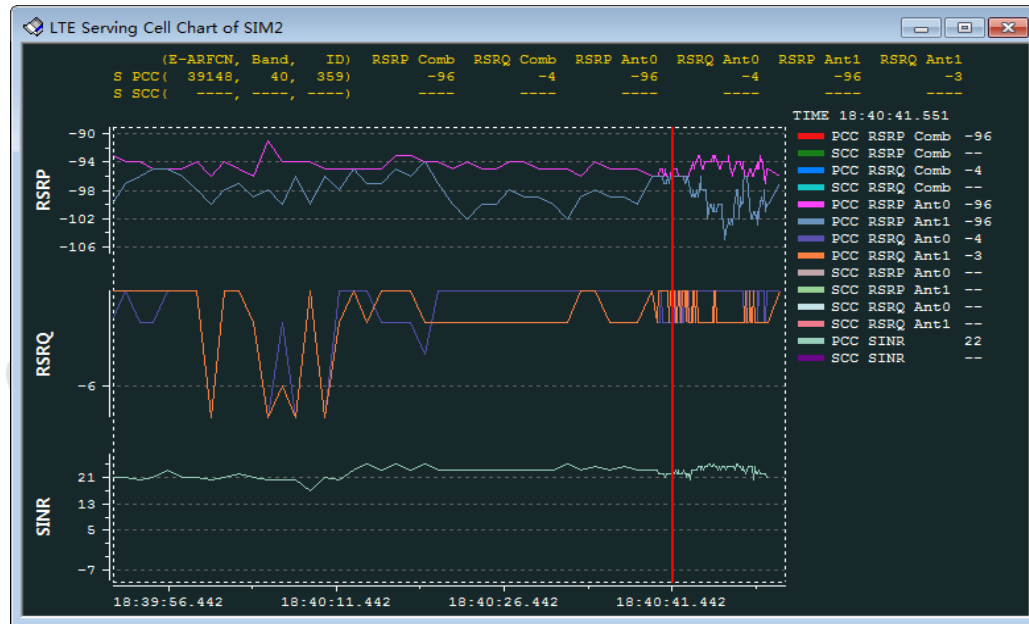 LTE Serving Cell Chart of SIM2
(E-ARFCN, Band, ID) RSRP Comb RSRQ Comb RSRP Ant0 RSRQ Ant0 RSRP Ant1 RSRQ Ant1
S PCC( 39148, 40, 359) -96 -4 -96 -4 -96 -3
S SCC( ----, ----, ----) ---- ---- ---- ---- ---- ----
TIME 18:40:41.551
PCC RSRP Comb -96
SCC RSRP Comb --
PCC RSRQ Comb -4
SCC RSRQ Comb --
PCC RSRP Ant0 -96
PCC RSRP Ant1 -96
PCC RSRQ Ant0 -4
PCC RSRQ Ant1 -3
SCC RSRP Ant0 --
SCC RSRP Ant1 --
SCC RSRQ Ant0 --
SCC RSRQ Ant1 --
PCC SINR 22
SCC SINR --
RSRP
-90
-94
-98
-102
-106
RSRQ
-6
SINR
21
13
5
-7
18:39:56.442 18:40:11.442 18:40:26.442 18:40:41.442